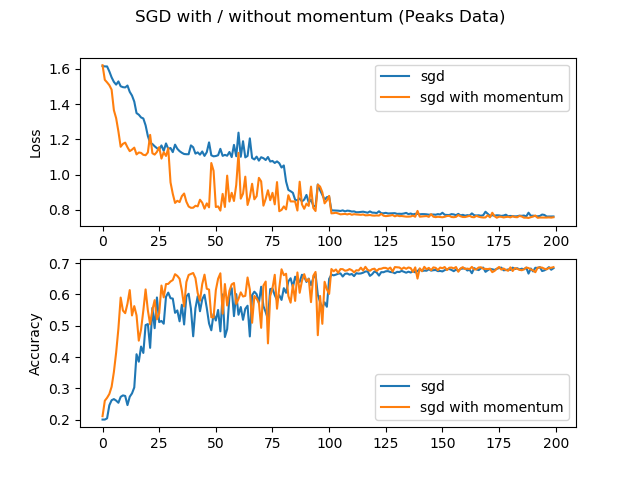 SGD with / without momentum (Peaks Data)
1.6
1.4
1.2
1.0
0.8
Loss
sgd
sgd with momentum
0 25 50 75 100 125 150 175 200
0.7
0.6
0.5
0.4
0.3
0.2
Accuracy
sgd
sgd with momentum
0 25 50 75 100 125 150 175 200